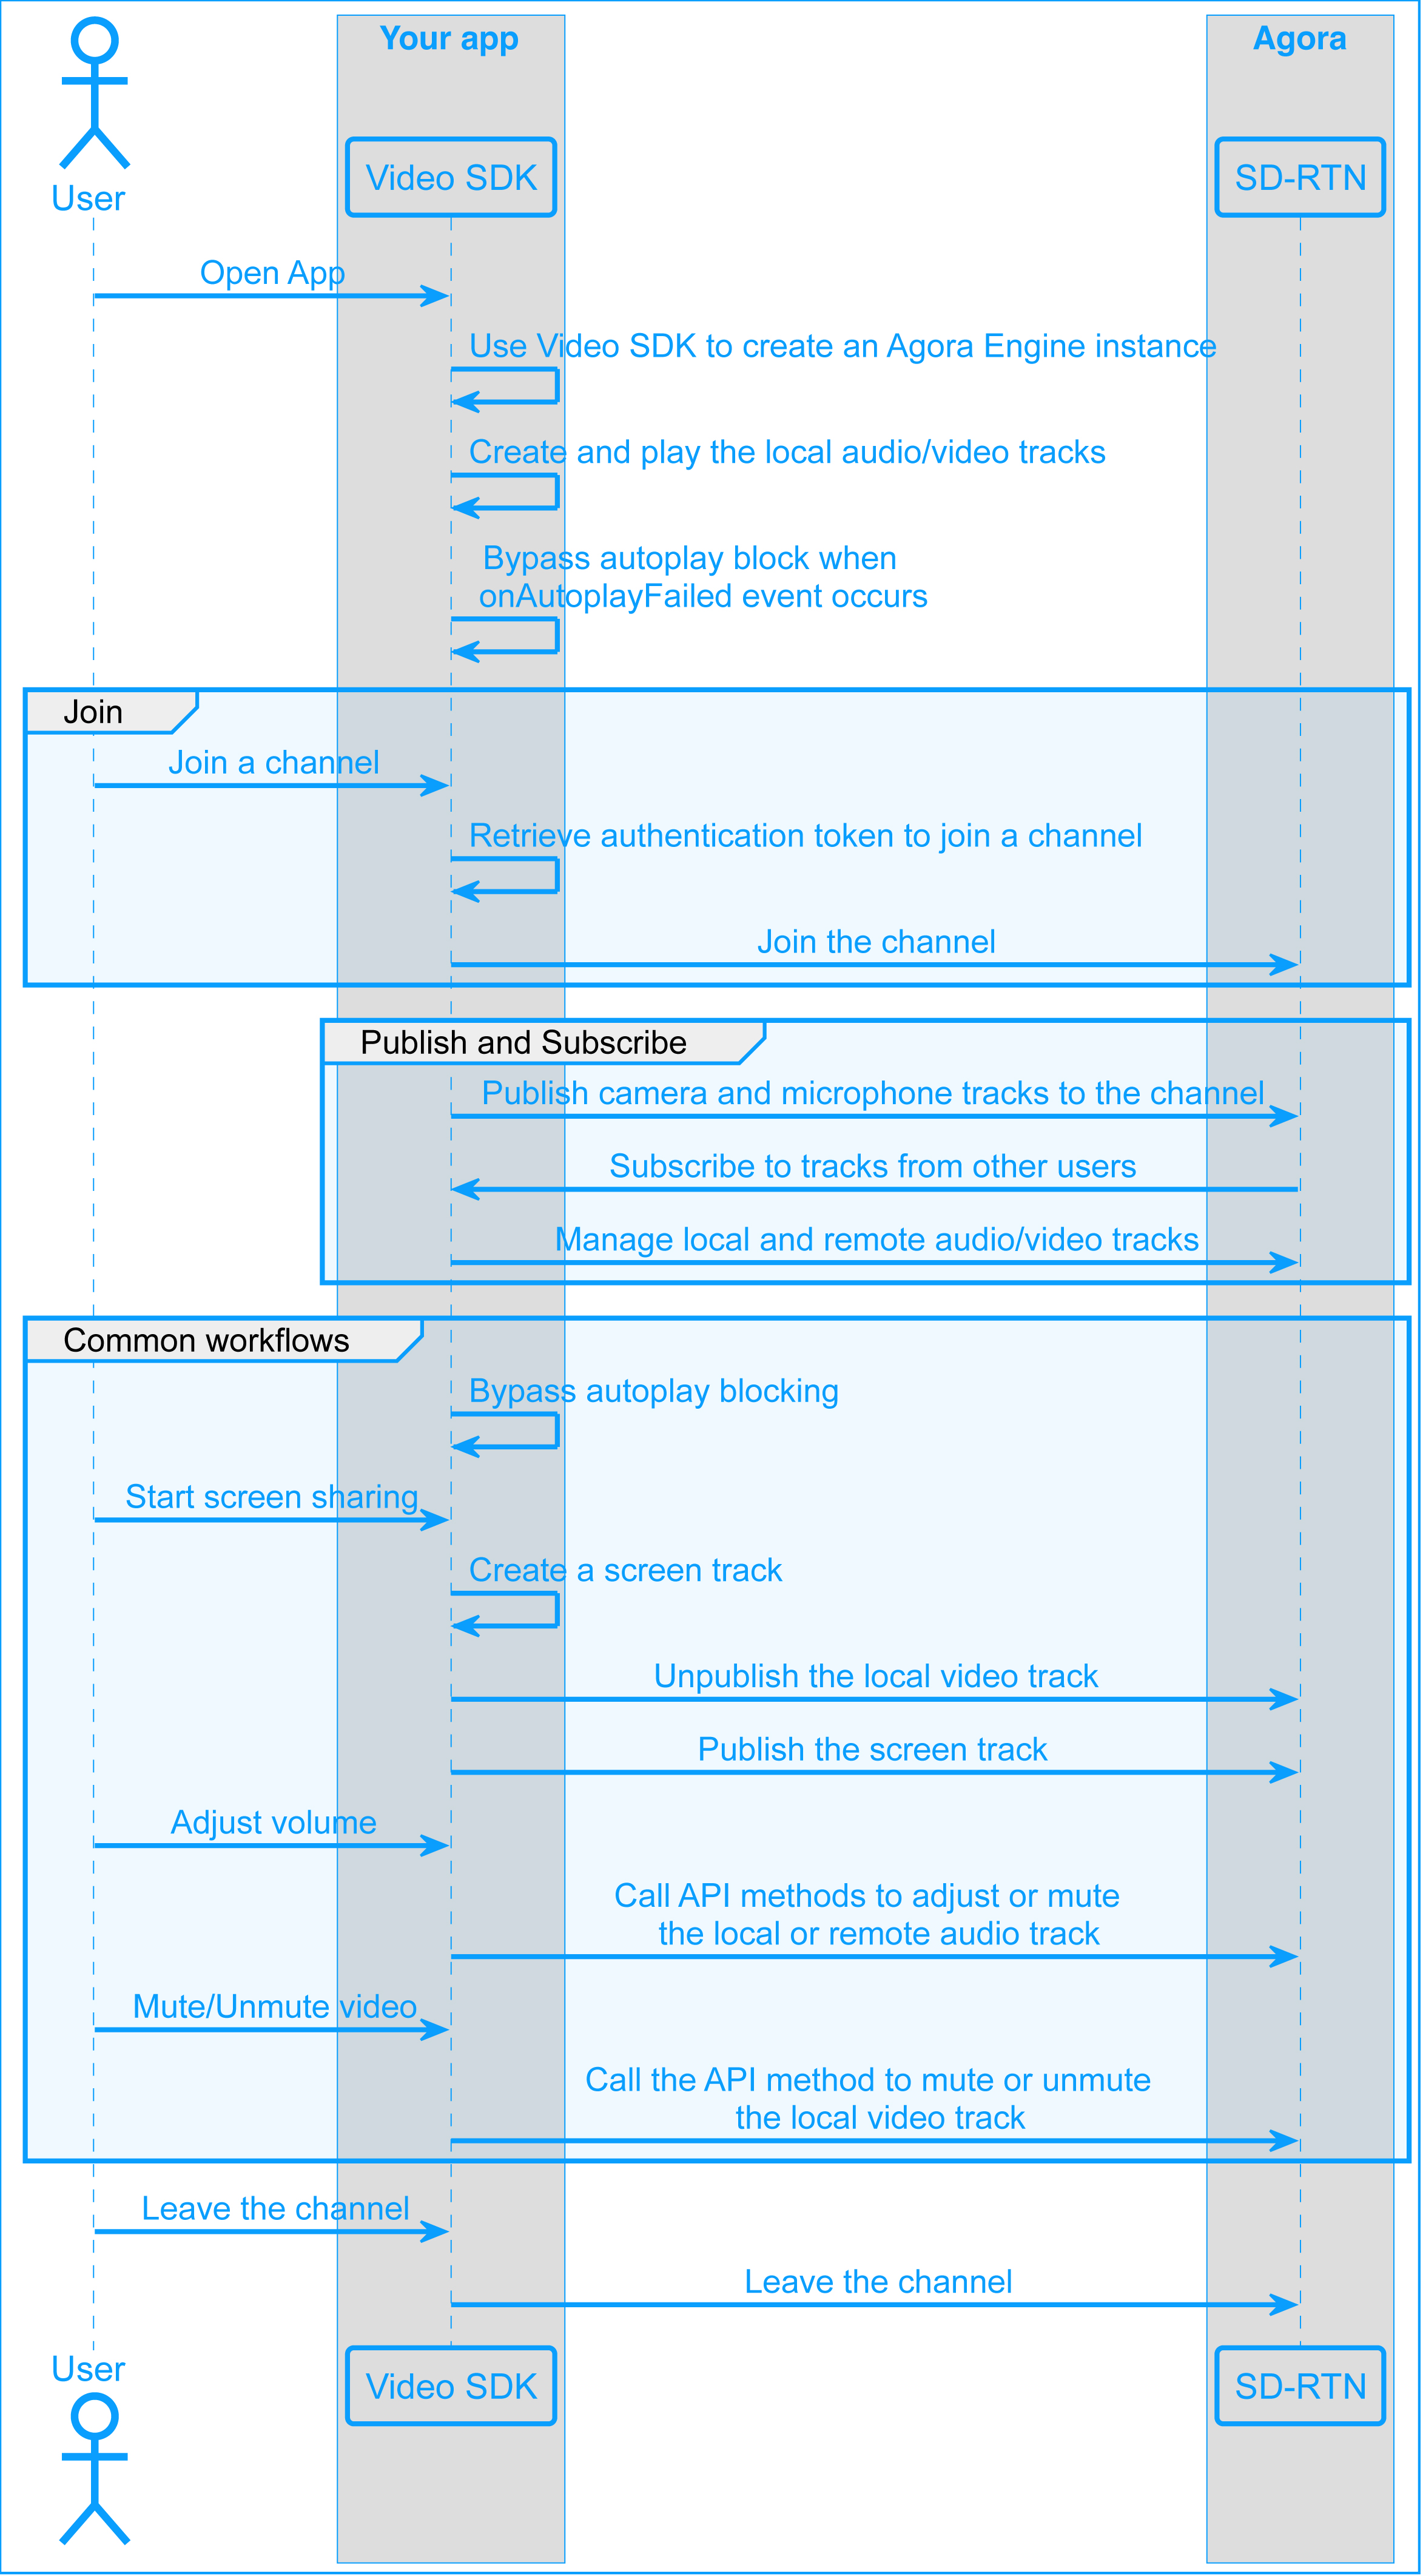 Your app
Agora
User
Video SDK
SD-RTN
Open App
Use Video SDK to create an Agora Engine instance
Create and play the local audio/video tracks
Bypass autoplay block when
onAutoplayFailed event occurs
Join
Join a channel
Retrieve authentication token to join a channel
Join the channel
Publish and Subscribe
Publish camera and microphone tracks to the channel
Subscribe to tracks from other users
Manage local and remote audio/video tracks
Common workflows
Bypass autoplay blocking
Start screen sharing
Create a screen track
Unpublish the local video track
Publish the screen track
Adjust volume
Call API methods to adjust or mute
the local or remote audio track
Mute/Unmute video
Call the API method to mute or unmute
the local video track
Leave the channel
Leave the channel
User
Video SDK
SD-RTN